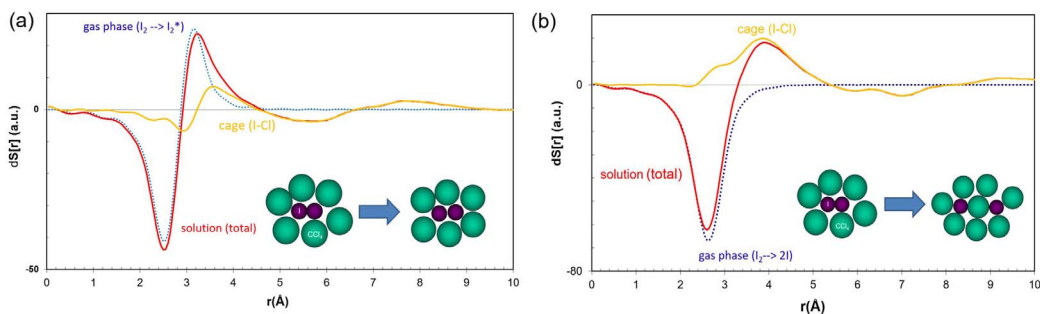 (a)
gas phase (I₂ --> I₂*)
0
cage (I-Cl)
dS[r] (a.u.)
solution (total)
I
CCl₄
-50
0 1 2 3 4 5 6 7 8 9 10
r(Å)
(b)
cage (I-Cl)
0
dS[r] (a.u.)
solution (total)
I
CCl₄
gas phase (I₂--> 2I)
-80
0 1 2 3 4 5 6 7 8 9 10
r(Å)